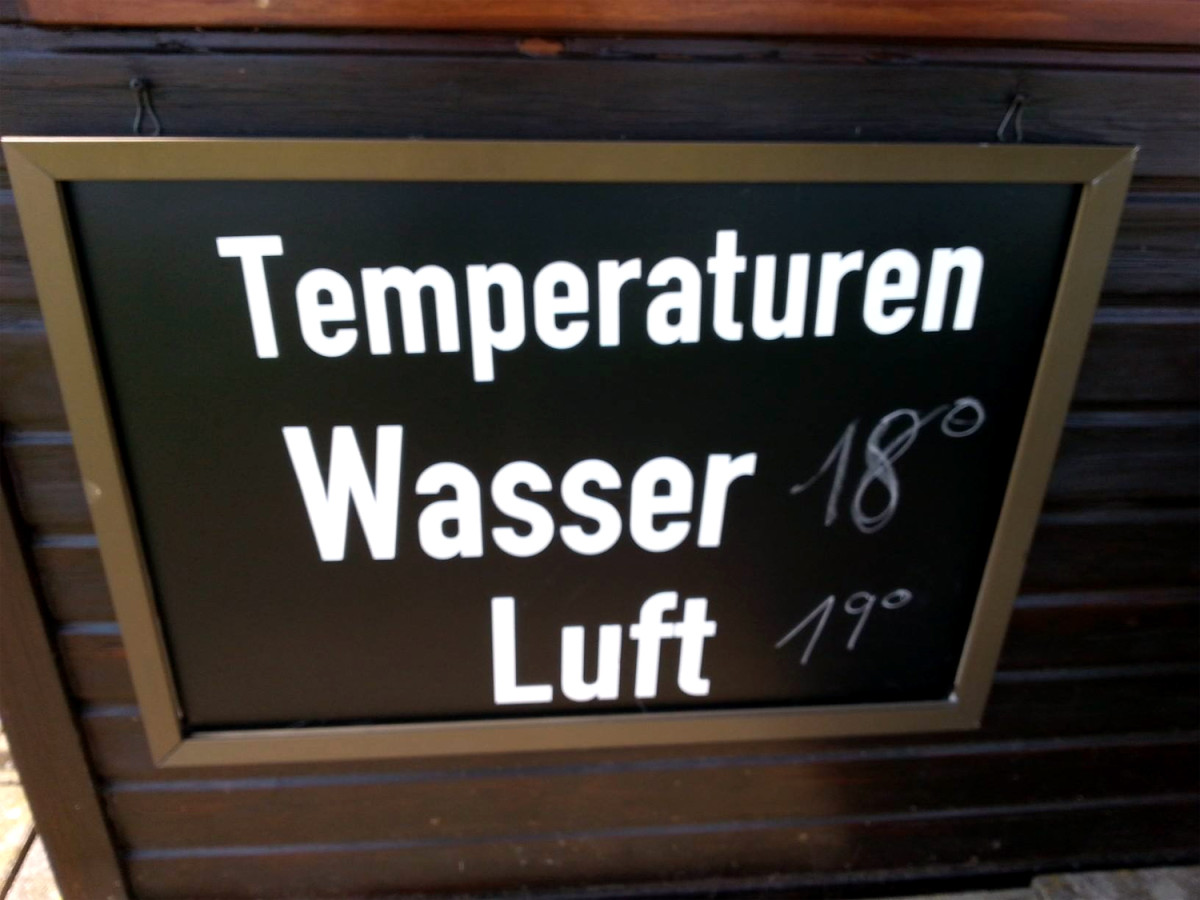 Temperaturen
Wasser 18°
Luft 19°